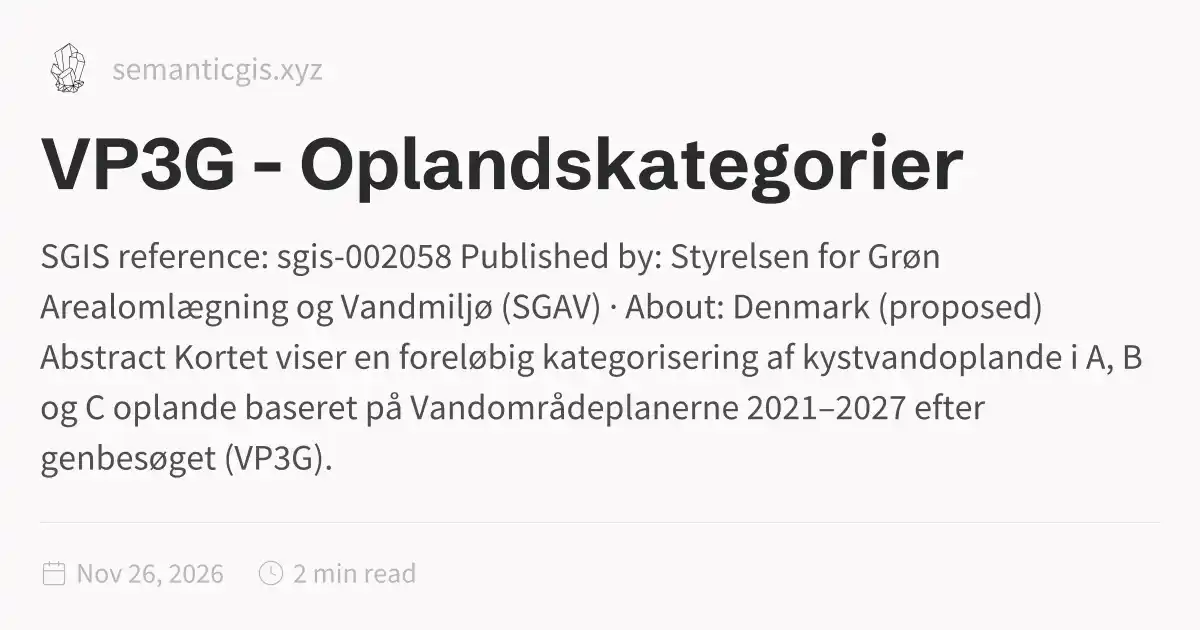 semanticgis.xyz
VP3G - Oplandskategorier
SGIS reference: sgis-002058 Published by: Styrelsen for Grøn
Arealomlægning og Vandmiljø (SGAV) · About: Denmark (proposed)
Abstract Kortet viser en foreløbig kategorisering af kystvandoplande i A, B
og C oplande baseret på Vandområdeplanerne 2021–2027 efter
genbesøget (VP3G).
Nov 26, 2026 2 min read